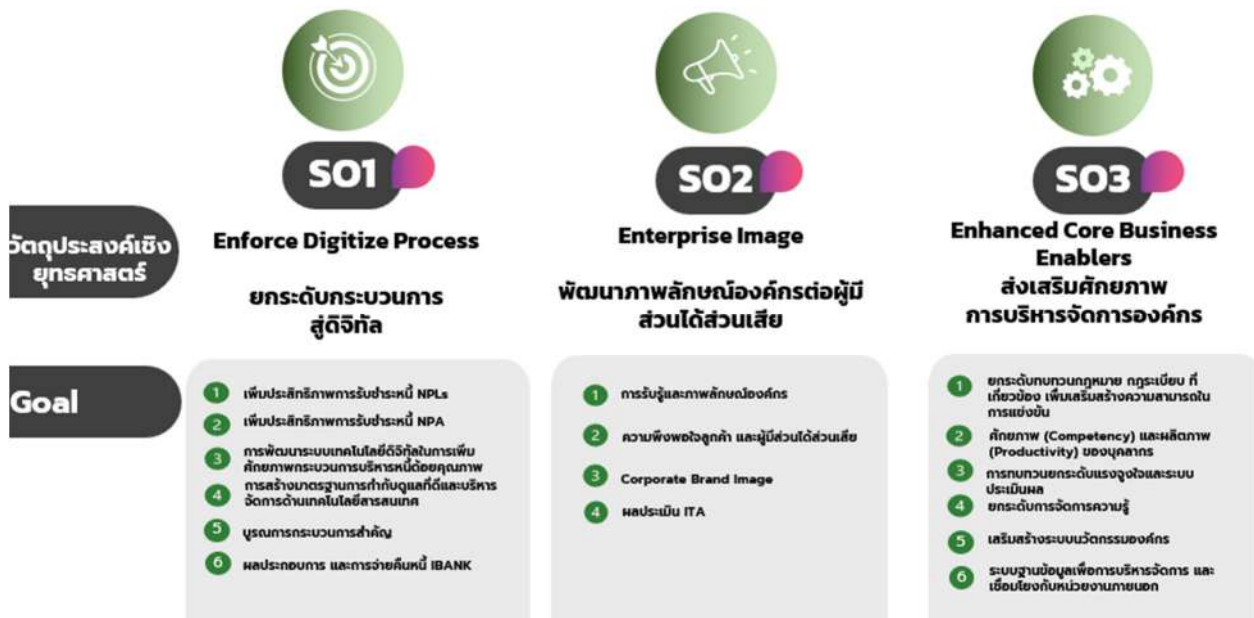 SO1
SO2
SO3
วัตถุประสงค์เชิง
ยุทธศาสตร์
Enforce Digitize Process
ยกระดับกระบวนการ
สู่ดิจิทัล
Enterprise Image
พัฒนาภาพลักษณ์องค์กรต่อผู้มี
ส่วนได้ส่วนเสีย
Enhanced Core Business
Enablers
ส่งเสริมศักยภาพ
การบริหารจัดการองค์กร
Goal
1 เพิ่มประสิทธิภาพการรับชำระหนี้ NPLs
2 เพิ่มประสิทธิภาพการรับชำระหนี้ NPA
3 การพัฒนาระบบเทคโนโลยีดิจิทัลในการเพิ่ม
ศักยภาพกระบวนการบริหารหนี้ด้อยคุณภาพ
4 การสร้างมาตรฐานการกำกับดูแลที่ดีและบริหาร
จัดการด้านเทคโนโลยีสารสนเทศ
5 บูรณการกระบวนการสำคัญ
6 ผลประกอบการ และการจ่ายคืนหนี้ IBANK
1 การรับรู้และภาพลักษณ์องค์กร
2 ความพึงพอใจลูกค้า และผู้มีส่วนได้ส่วนเสีย
3 Corporate Brand Image
4 ผลประเมิน ITA
1 ยกระดับทบทวนกฎหมาย กฎระเบียบ ที่
เกี่ยวข้อง เพื่อเสริมสร้างความสามารถใน
การแข่งขัน
2 ศักยภาพ (Competency) และผลิตภาพ
(Productivity) ของบุคลากร
3 การทบทวนยกระดับแรงจูงใจและระบบ
ประเมินผล
4 ยกระดับการจัดการความรู้
5 เสริมสร้างระบบนวัตกรรมองค์กร
6 ระบบฐานข้อมูลเพื่อการบริหารจัดการ และ
เชื่อมโยงกับหน่วยงานภายนอก